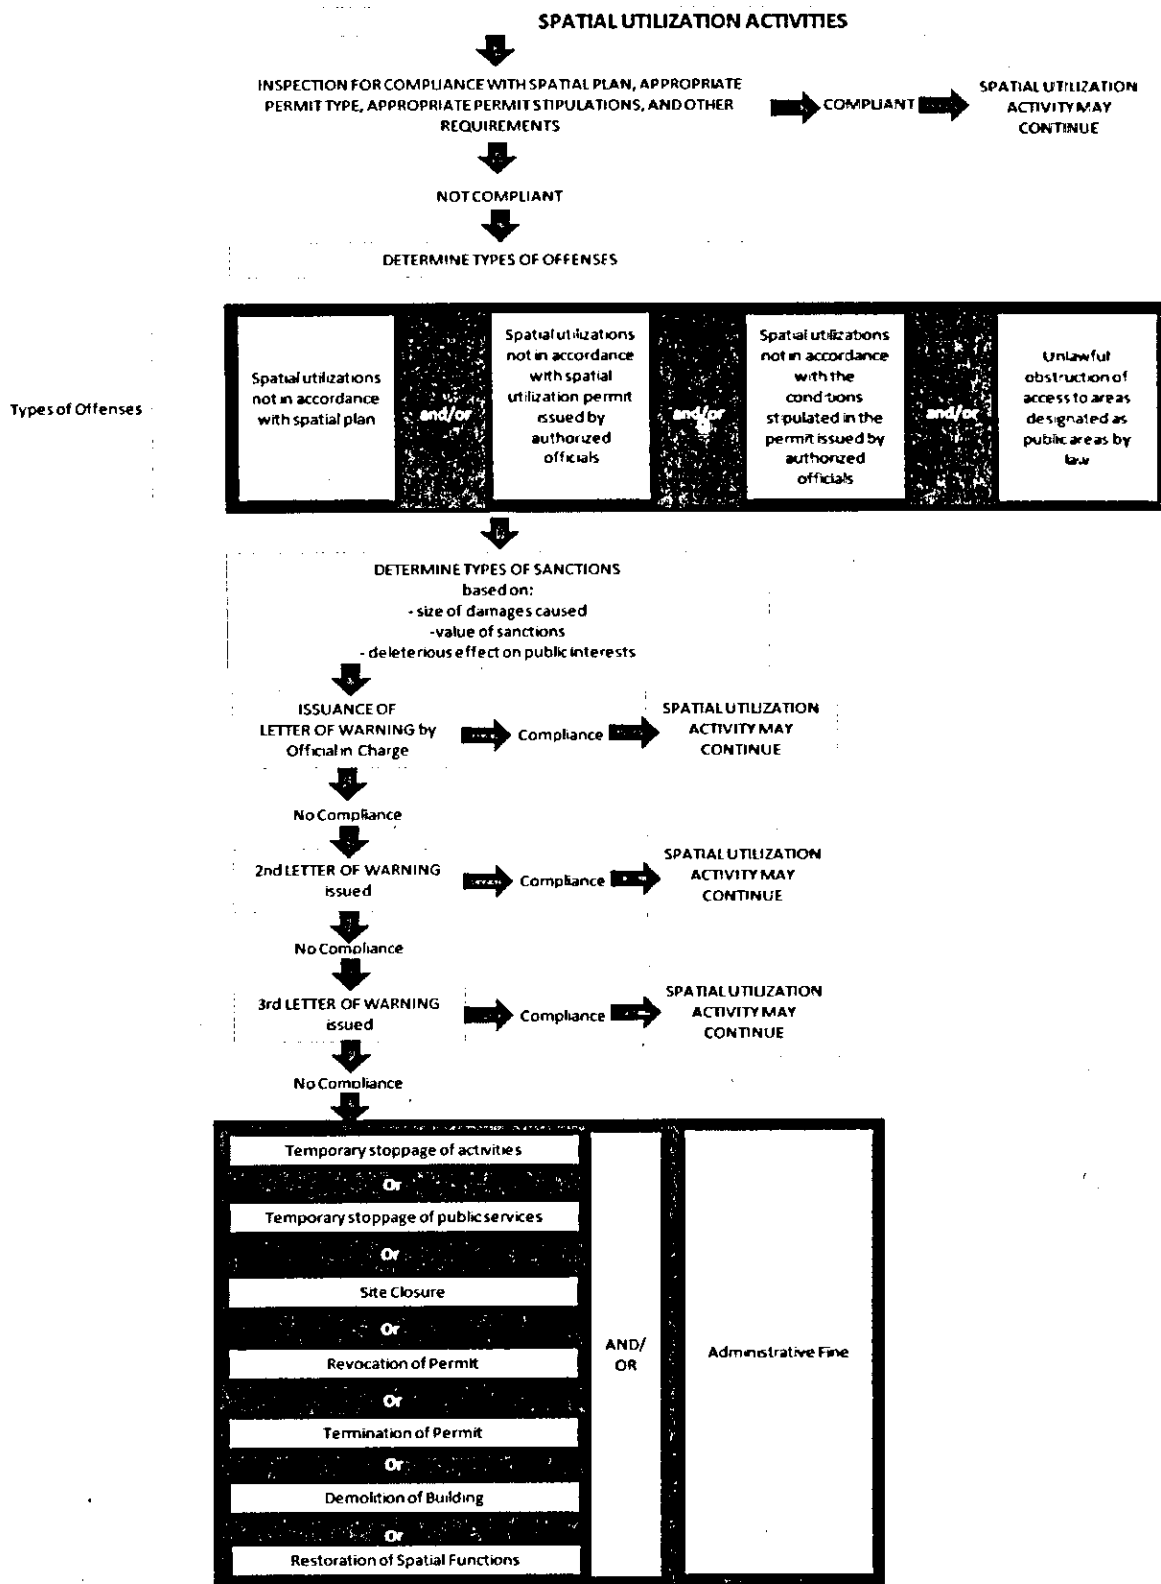 SPATIAL UTILIZATION ACTIVITIES
INSPECTION FOR COMPLIANCE WITH SPATIAL PLAN, APPROPRIATE
PERMIT TYPE, APPROPRIATE PERMIT STIPULATIONS, AND OTHER
REQUIREMENTS
COMPLIANT
SPATIAL UTILIZATION
ACTIVITY MAY
CONTINUE
NOT COMPLIANT
DETERMINE TYPES OF OFFENSES
Types of Offenses
Spatial utilizations
not in accordance
with spatial plan
and/or
Spatial utilizations
not in accordance
with spatial
utilization permit
issued by
authorized
officials
and/or
Spatial utilizations
not in accordance
with the
conditions
stipulated in the
permit issued by
authorized
officials
and/or
Unlawful
obstruction of
access to areas
designated as
public areas by
law
DETERMINE TYPES OF SANCTIONS
based on:
- size of damages caused
-value of sanctions
- deleterious effect on public interests
ISSUANCE OF
LETTER OF WARNING by
Official in Charge
Compliance
SPATIAL UTILIZATION
ACTIVITY MAY
CONTINUE
No Compliance
2nd LETTER OF WARNING
issued
Compliance
SPATIAL UTILIZATION
ACTIVITY MAY
CONTINUE
No Compliance
3rd LETTER OF WARNING
issued
Compliance
SPATIAL UTILIZATION
ACTIVITY MAY
CONTINUE
No Compliance
Temporary stoppage of activities
Or
Temporary stoppage of public services
Or
Site Closure
Or
Revocation of Permit
Or
Termination of Permit
Or
Demolition of Building
Or
Restoration of Spatial Functions
AND/
OR
Administrative Fine